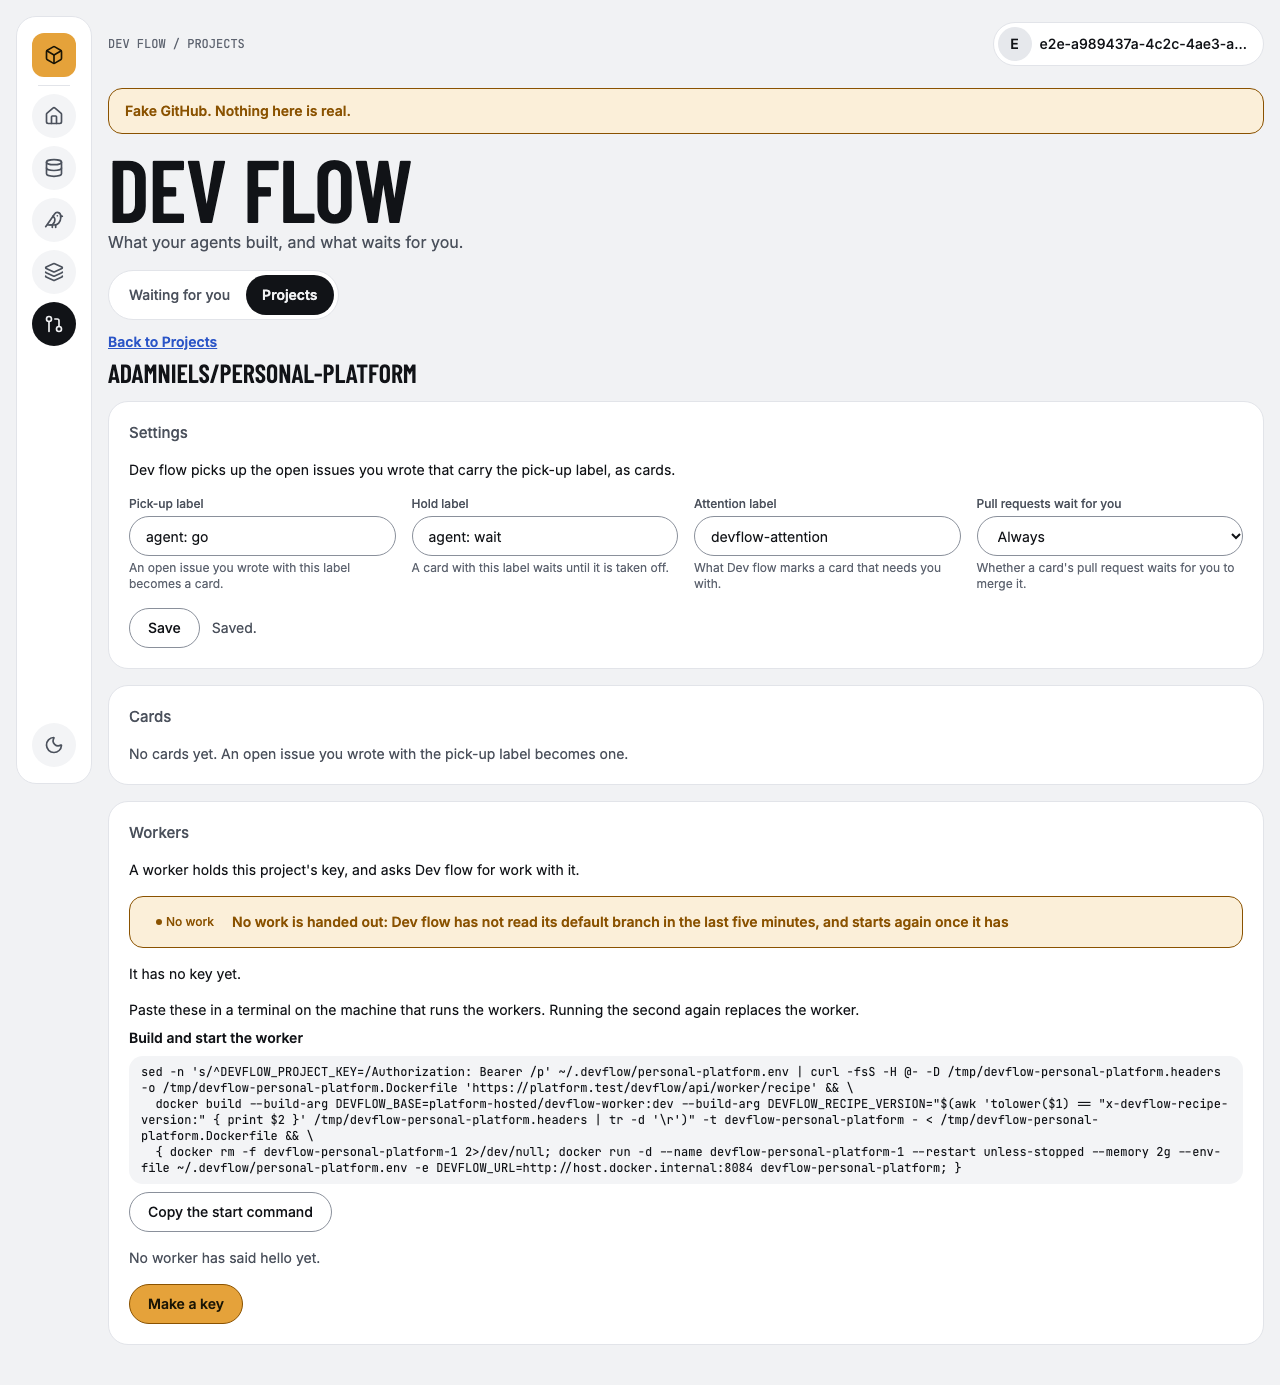 DEV FLOW / PROJECTS
E
e2e-a989437a-4c2c-4ae3-a...
Fake GitHub. Nothing here is real.
DEV FLOW
What your agents built, and what waits for you.
Waiting for you
Projects
Back to Projects
ADAMNIELS/PERSONAL-PLATFORM
Settings
Dev flow picks up the open issues you wrote that carry the pick-up label, as cards.
Pick-up label
agent: go
An open issue you wrote with this label
becomes a card.
Hold label
agent: wait
A card with this label waits until it is taken off.
Attention label
devflow-attention
What Dev flow marks a card that needs you
with.
Pull requests wait for you
Always
Whether a card's pull request waits for you to
merge it.
Save
Saved.
Cards
No cards yet. An open issue you wrote with the pick-up label becomes one.
Workers
A worker holds this project's key, and asks Dev flow for work with it.
No work
No work is handed out: Dev flow has not read its default branch in the last five minutes, and starts again once it has
It has no key yet.
Paste these in a terminal on the machine that runs the workers. Running the second again replaces the worker.
Build and start the worker
sed -n 's/^DEVFLOW_PROJECT_KEY=/Authorization: Bearer /p' ~/.devflow/personal-platform.env | curl -fsS -H @- -D /tmp/devflow-personal-platform.headers
-o /tmp/devflow-personal-platform.Dockerfile 'https://platform.test/devflow/api/worker/recipe' && \
docker build --build-arg DEVFLOW_BASE=platform-hosted/devflow-worker:dev --build-arg DEVFLOW_RECIPE_VERSION="$(awk 'tolower($1) == "x-devflow-recipe-
version:" { print $2 }' /tmp/devflow-personal-platform.headers | tr -d '\r')" -t devflow-personal-platform - < /tmp/devflow-personal-
platform.Dockerfile && \
{ docker rm -f devflow-personal-platform-1 2>/dev/null; docker run -d --name devflow-personal-platform-1 --restart unless-stopped --memory 2g --env-
file ~/.devflow/personal-platform.env -e DEVFLOW_URL=http://host.docker.internal:8084 devflow-personal-platform; }
Copy the start command
No worker has said hello yet.
Make a key